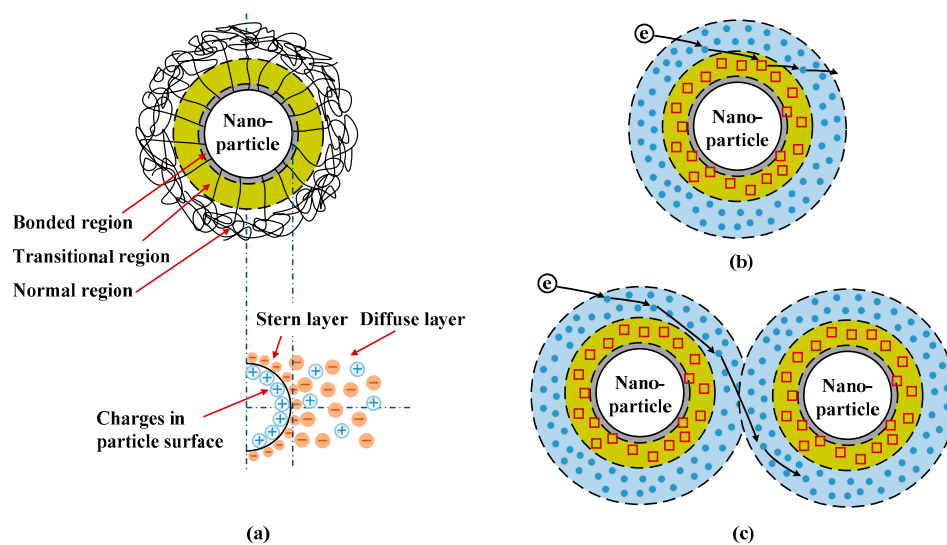 Nano-
particle
Bonded region
Transitional region
Normal region
Stern layer
Diffuse layer
Charges in
particle surface
(a)
e
Nano-
particle
(b)
e
Nano-
particle
Nano-
particle
(c)